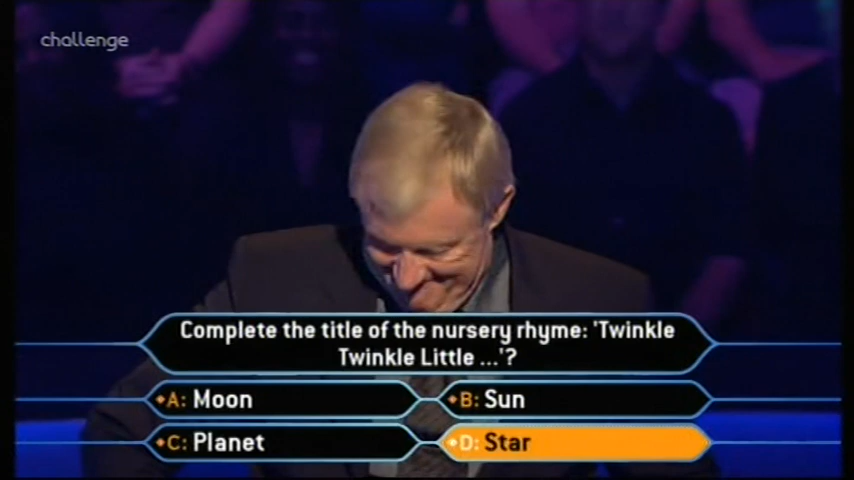 challenge
Complete the title of the nursery rhyme: 'Twinkle
Twinkle Little ...'?
A: Moon
B: Sun
C: Planet
D: Star